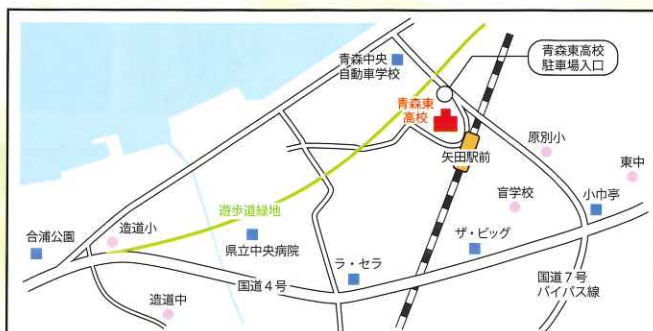 青森中央
自動車学校
青森東高校
駐車場入口
青森東
高校
矢田駅前
原別小
東中
盲学校
小巾亭
遊歩道緑地
造道小
合浦公園
県立中央病院
ザ・ビッグ
ラ・セラ
国道4号
国道7号
バイパス線
造道中